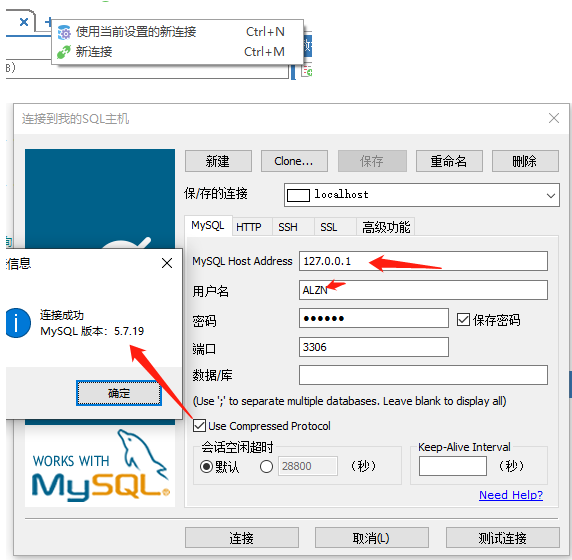 使用当前设置的新连接 Ctrl+N
新连接 Ctrl+M
连接到我的SQL主机
新建 Clone... 保存 重命名 删除
保/存的连接 localhost
MySQL HTTP SSH SSL 高级功能
MySQL Host Address 127.0.0.1
用户名 ALZN
密码 ●●●●●● 保存密码
端口 3306
数据/库
(Use ';' to separate multiple databases. Leave blank to display all)
Use Compressed Protocol
会话空闲超时
默认 28800 (秒)
Keep-Alive Interval
(秒)
Need Help?
连接 取消(L) 测试连接
信息
连接成功
MySQL 版本: 5.7.19
确定
WORKS WITH
MySQL®